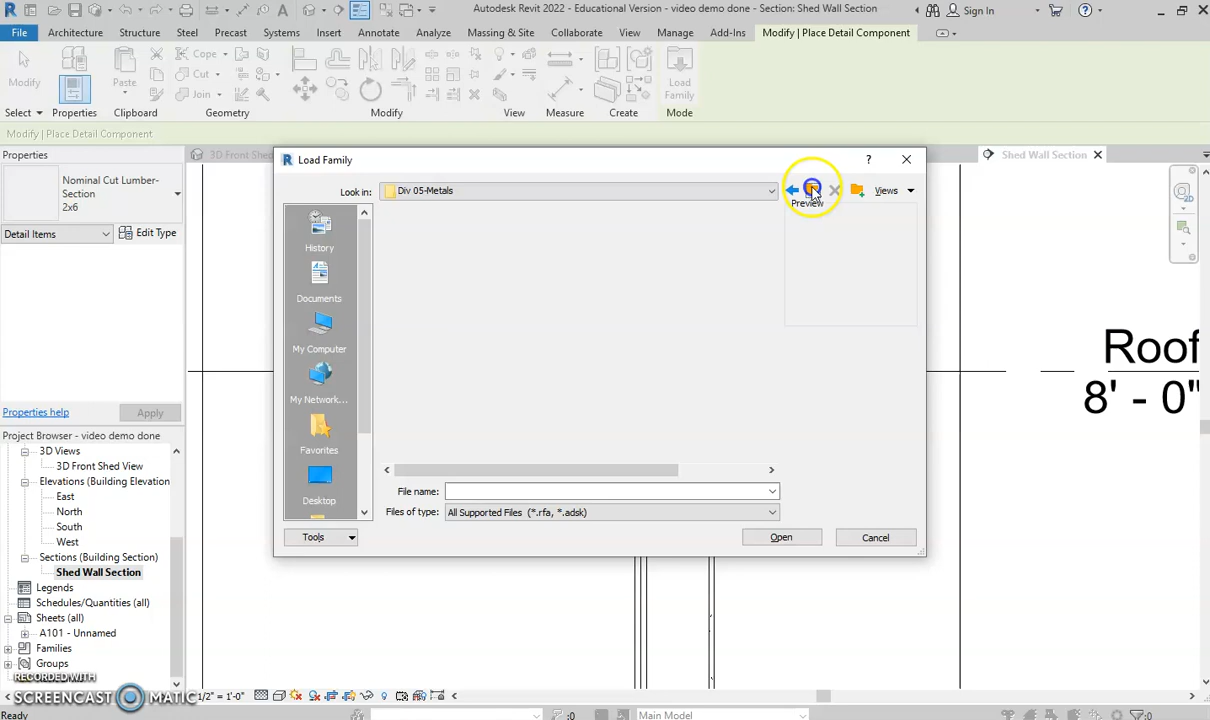 Autodesk Revit 2022 - Educational Version - video demo done - Section: Shed Wall Section
Sign In
File Architecture Structure Steel Precast Systems Insert Annotate Analyze Massing & Site Collaborate View Manage Add-Ins Modify | Place Detail Component
Modify
Paste
Cope
Cut
Join
Load
Family
Select Properties Clipboard Geometry Modify View Measure Create Mode
Modify | Place Detail Component
Properties
3D Front Shed
Shed Wall Section
Nominal Cut Lumber-
Section
2x6
Detail Items
Edit Type
Properties help
Apply
Project Browser - video demo done
3D Views
3D Front Shed View
Elevations (Building Elevation
East
North
South
West
Sections (Building Section)
Shed Wall Section
Legends
Schedules/Quantities (all)
Sheets (all)
A101 - Unnamed
Families
Groups
Load Family
Look in:
Div 05-Metals
Views
Preview
History
Documents
My Computer
My Network...
Favorites
Desktop
File name:
Files of type:
All Supported Files (*.rfa, *.adsk)
Tools
Open
Cancel
Roof
8' - 0"
2D
1/2" = 1'-0"
:0
Main Model
:0
RECORDED WITH
SCREENCAST MATIC